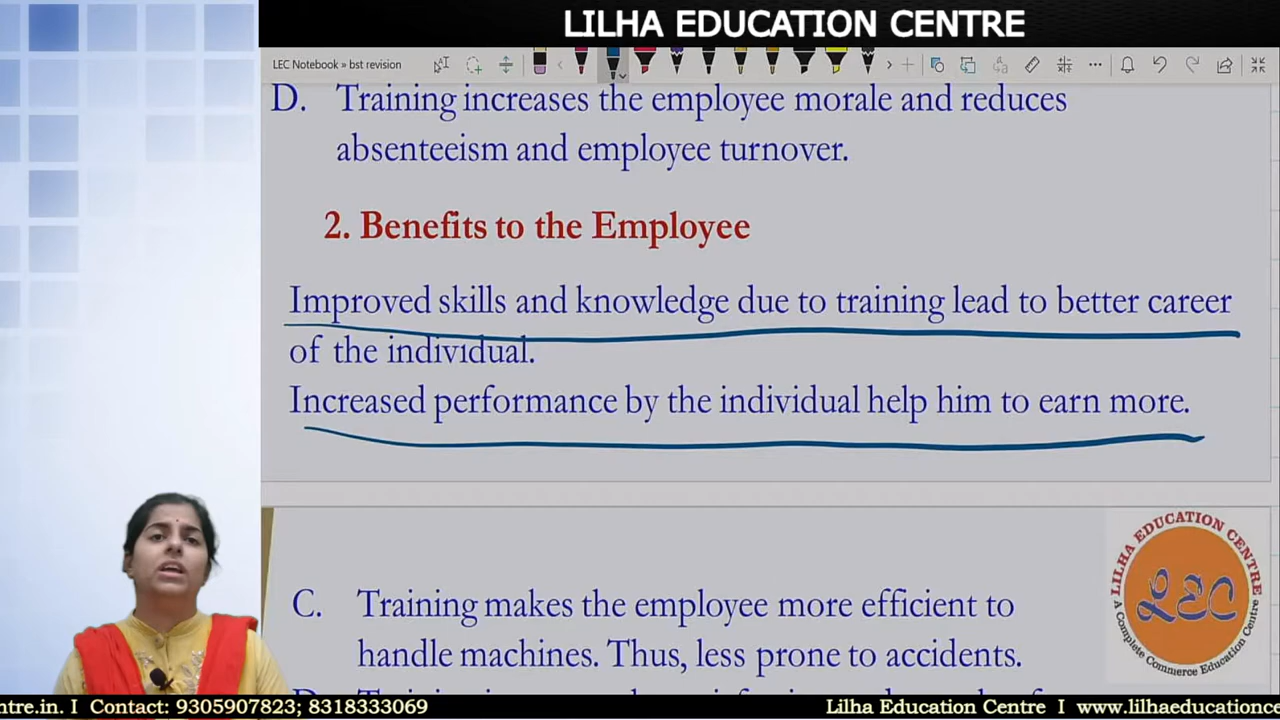 LILHA EDUCATION CENTRE
LEC Notebook » bst revision
D. Training increases the employee morale and reduces
absenteeism and employee turnover.
2. Benefits to the Employee
Improved skills and knowledge due to training lead to better career
of the individual.
Increased performance by the individual help him to earn more.
LILHA EDUCATION CENTRE
LEC
A Complete Commerce Education Centre
C. Training makes the employee more efficient to
handle machines. Thus, less prone to accidents.
ntre.in. I Contact: 9305907823; 8318333069
Lilha Education Centre I www.lilhaeducationce